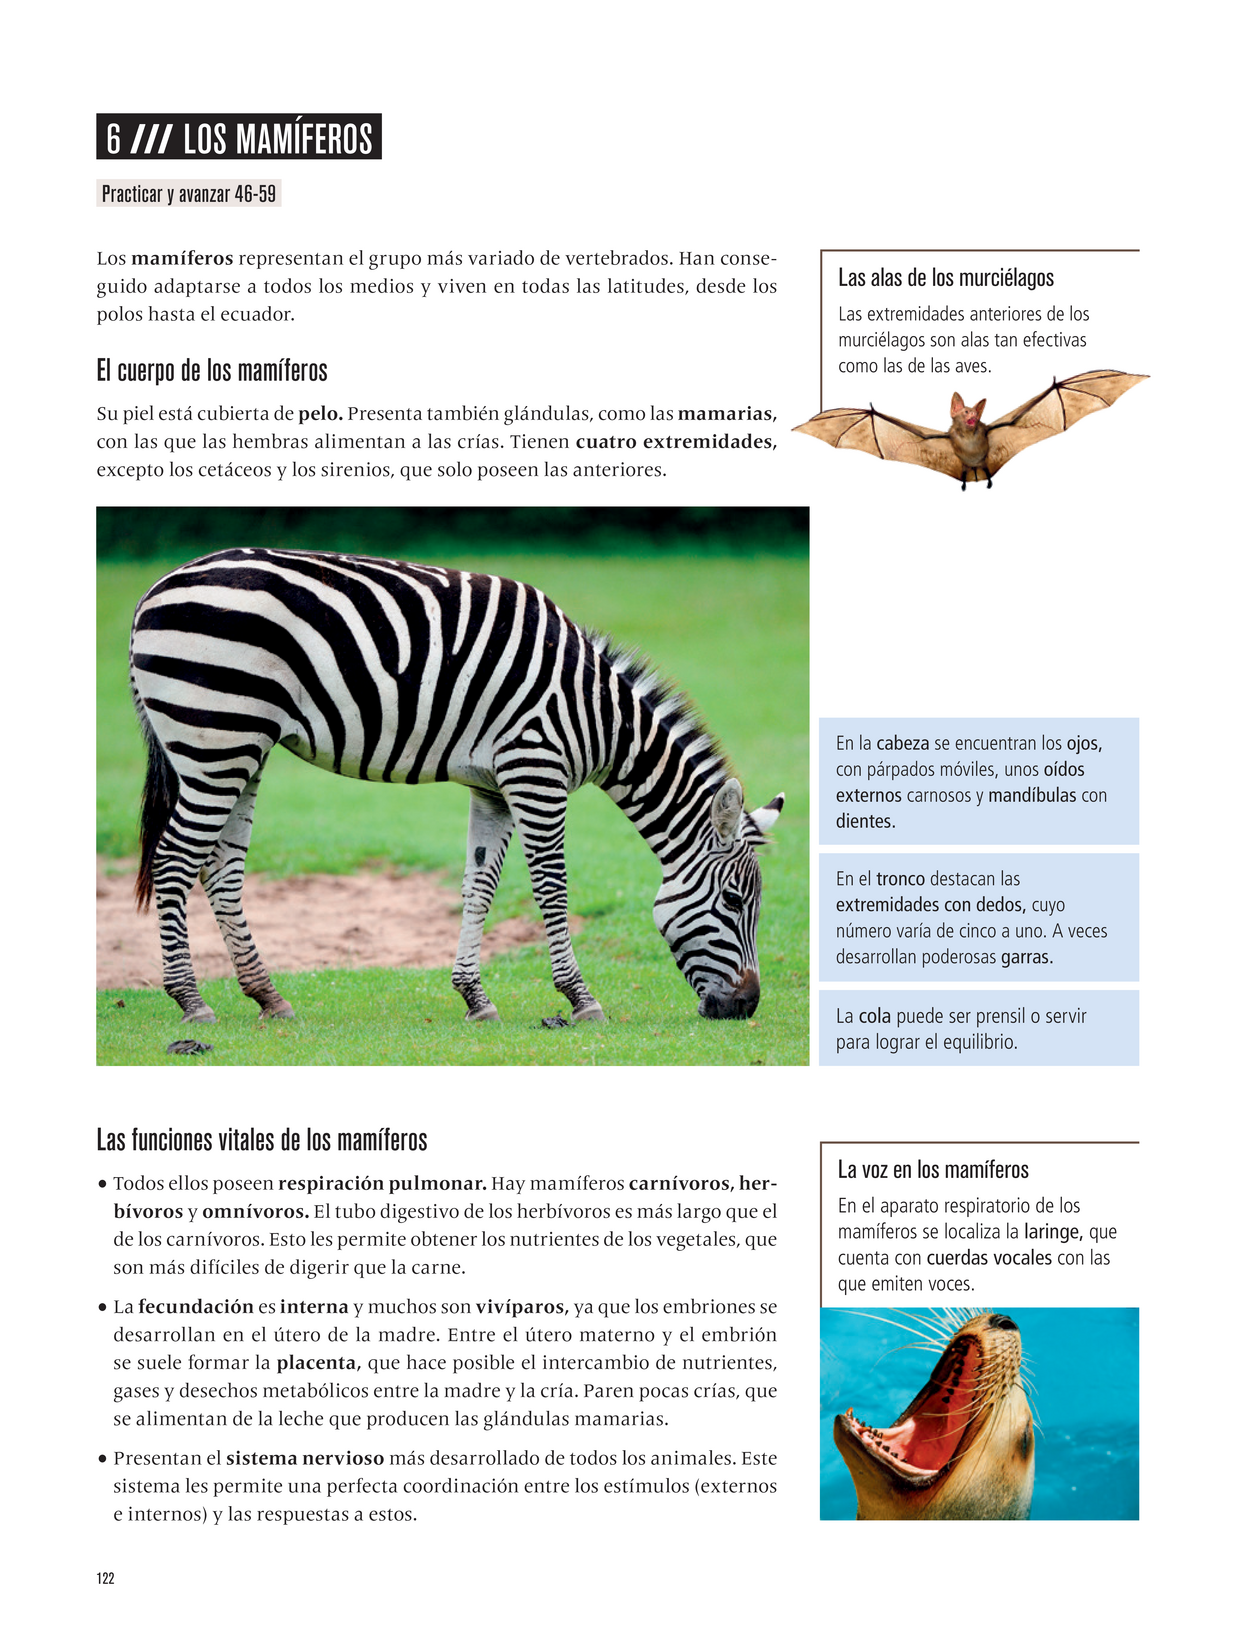 6 /// LOS MAMÍFEROS
Practicar y avanzar 46-59
Los mamíferos representan el grupo más variado de vertebrados. Han conse-
guido adaptarse a todos los medios y viven en todas las latitudes, desde los
polos hasta el ecuador.
El cuerpo de los mamíferos
Su piel está cubierta de pelo. Presenta también glándulas, como las mamarias,
con las que las hembras alimentan a las crías. Tienen cuatro extremidades,
excepto los cetáceos y los sirenios, que solo poseen las anteriores.
Las alas de los murciélagos
Las extremidades anteriores de los
murciélagos son alas tan efectivas
como las de las aves.
En la cabeza se encuentran los ojos,
con párpados móviles, unos oídos
externos carnosos y mandíbulas con
dientes.
En el tronco destacan las
extremidades con dedos, cuyo
número varía de cinco a uno. A veces
desarrollan poderosas garras.
La cola puede ser prensil o servir
para lograr el equilibrio.
Las funciones vitales de los mamíferos
• Todos ellos poseen respiración pulmonar. Hay mamíferos carnívoros, her-
bívoros y omnívoros. El tubo digestivo de los herbívoros es más largo que el
de los carnívoros. Esto les permite obtener los nutrientes de los vegetales, que
son más difíciles de digerir que la carne.
• La fecundación es interna y muchos son vivíparos, ya que los embriones se
desarrollan en el útero de la madre. Entre el útero materno y el embrión
se suele formar la placenta, que hace posible el intercambio de nutrientes,
gases y desechos metabólicos entre la madre y la cría. Paren pocas crías, que
se alimentan de la leche que producen las glándulas mamarias.
• Presentan el sistema nervioso más desarrollado de todos los animales. Este
sistema les permite una perfecta coordinación entre los estímulos (externos
e internos) y las respuestas a estos.
La voz en los mamíferos
En el aparato respiratorio de los
mamíferos se localiza la laringe, que
cuenta con cuerdas vocales con las
que emiten voces.
122